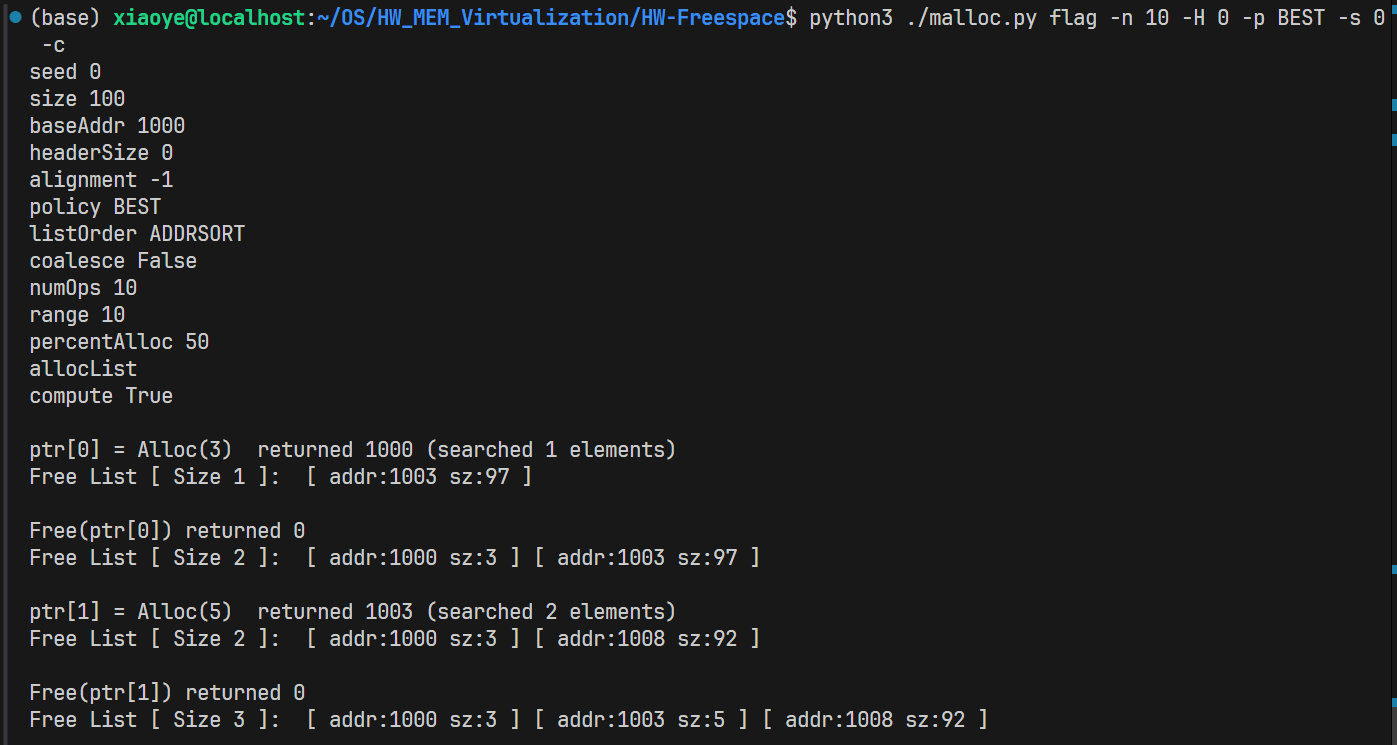 (base) xiaoye@localhost:~/OS/HW_MEM_Virtualization/HW-Freespace$ python3 ./malloc.py flag -n 10 -H 0 -p BEST -s 0
-c
seed 0
size 100
baseAddr 1000
headerSize 0
alignment -1
policy BEST
listOrder ADDRSORT
coalesce False
numOps 10
range 10
percentAlloc 50
allocList
compute True
ptr[0] = Alloc(3)  returned 1000 (searched 1 elements)
Free List [ Size 1 ]:  [ addr:1003 sz:97 ]
Free(ptr[0]) returned 0
Free List [ Size 2 ]:  [ addr:1000 sz:3 ] [ addr:1003 sz:97 ]
ptr[1] = Alloc(5)  returned 1003 (searched 2 elements)
Free List [ Size 2 ]:  [ addr:1000 sz:3 ] [ addr:1008 sz:92 ]
Free(ptr[1]) returned 0
Free List [ Size 3 ]:  [ addr:1000 sz:3 ] [ addr:1003 sz:5 ] [ addr:1008 sz:92 ]